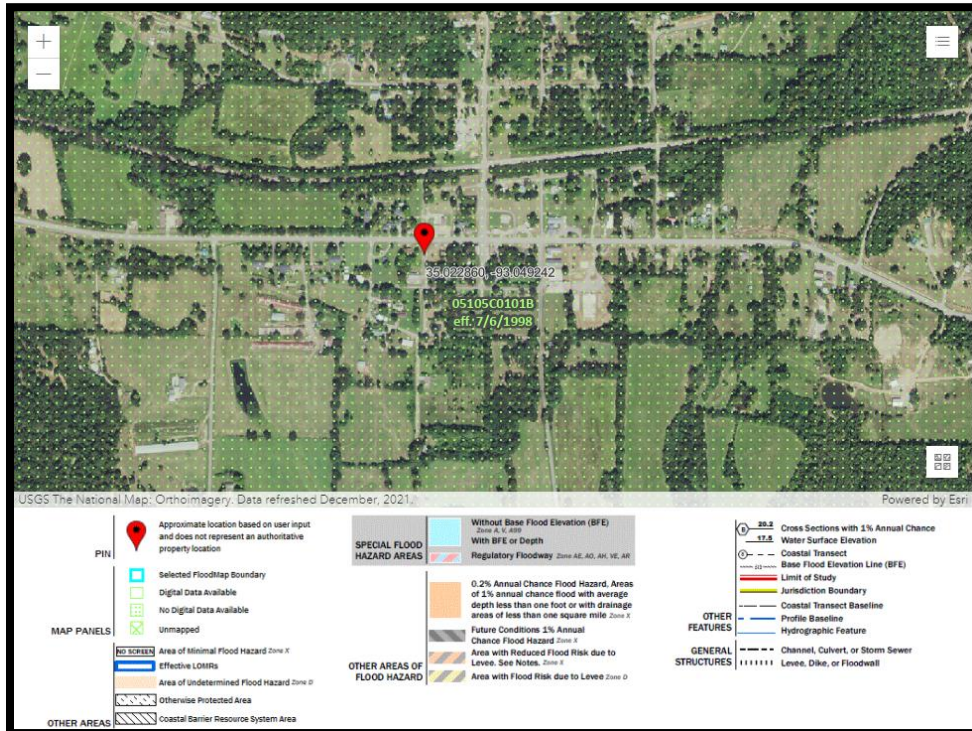 35.022860, -93.049242
05105C0101B
eff. 7/6/1998
USGS The National Map: Orthoimagery. Data refreshed December, 2021.
Powered by Esri
PIN
Approximate location based on user input
and does not represent an authoritative
property location
MAP PANELS
Selected FloodMap Boundary
Digital Data Available
No Digital Data Available
Unmapped
OTHER AREAS
NO SCREEN Area of Minimal Flood Hazard Zone X
Effective LOMRs
Area of Undetermined Flood Hazard Zone D
Otherwise Protected Area
Coastal Barrier Resource System Area
SPECIAL FLOOD
HAZARD AREAS
Without Base Flood Elevation (BFE)
Zone A, V, A99
With BFE or Depth
Regulatory Floodway Zone AE, AO, AH, VE, AR
OTHER AREAS OF
FLOOD HAZARD
0.2% Annual Chance Flood Hazard, Areas
of 1% annual chance flood with average
depth less than one foot or with drainage
areas of less than one square mile Zone X
Future Conditions 1% Annual
Chance Flood Hazard Zone X
Area with Reduced Flood Risk due to
Levee. See Notes. Zone X
Area with Flood Risk due to Levee Zone D
OTHER
FEATURES
B 20.2 Cross Sections with 1% Annual Chance
17.5 Water Surface Elevation
Coastal Transect
Base Flood Elevation Line (BFE)
Limit of Study
Jurisdiction Boundary
Coastal Transect Baseline
Profile Baseline
Hydrographic Feature
GENERAL
STRUCTURES
Channel, Culvert, or Storm Sewer
Levee, Dike, or Floodwall